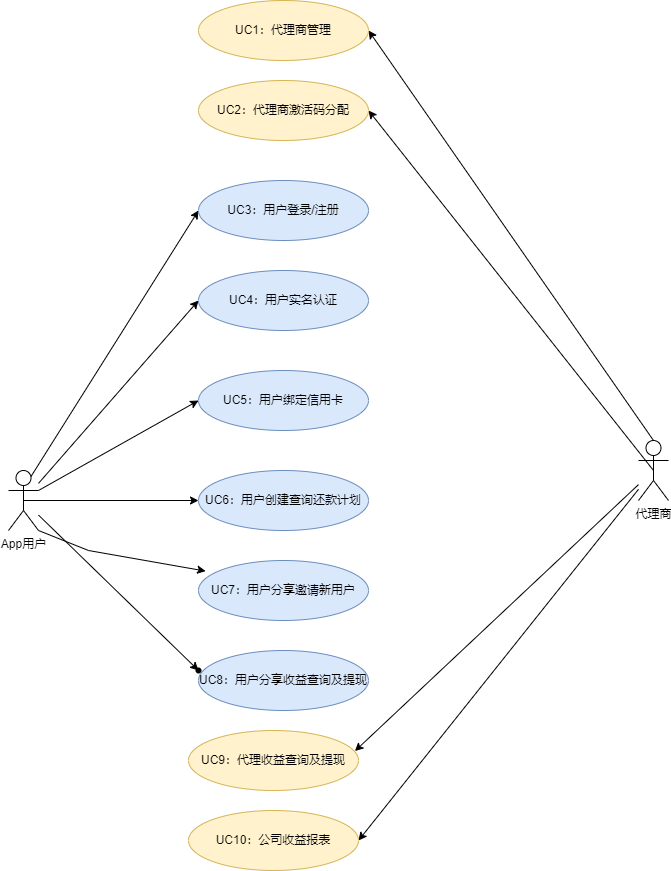 UC1：代理商管理
UC2：代理商激活码分配
UC3：用户登录/注册
UC4：用户实名认证
UC5：用户绑定信用卡
UC6：用户创建查询还款计划
代理商
App用户
UC7：用户分享邀请新用户
UC8：用户分享收益查询及提现
UC9：代理收益查询及提现
UC10：公司收益报表